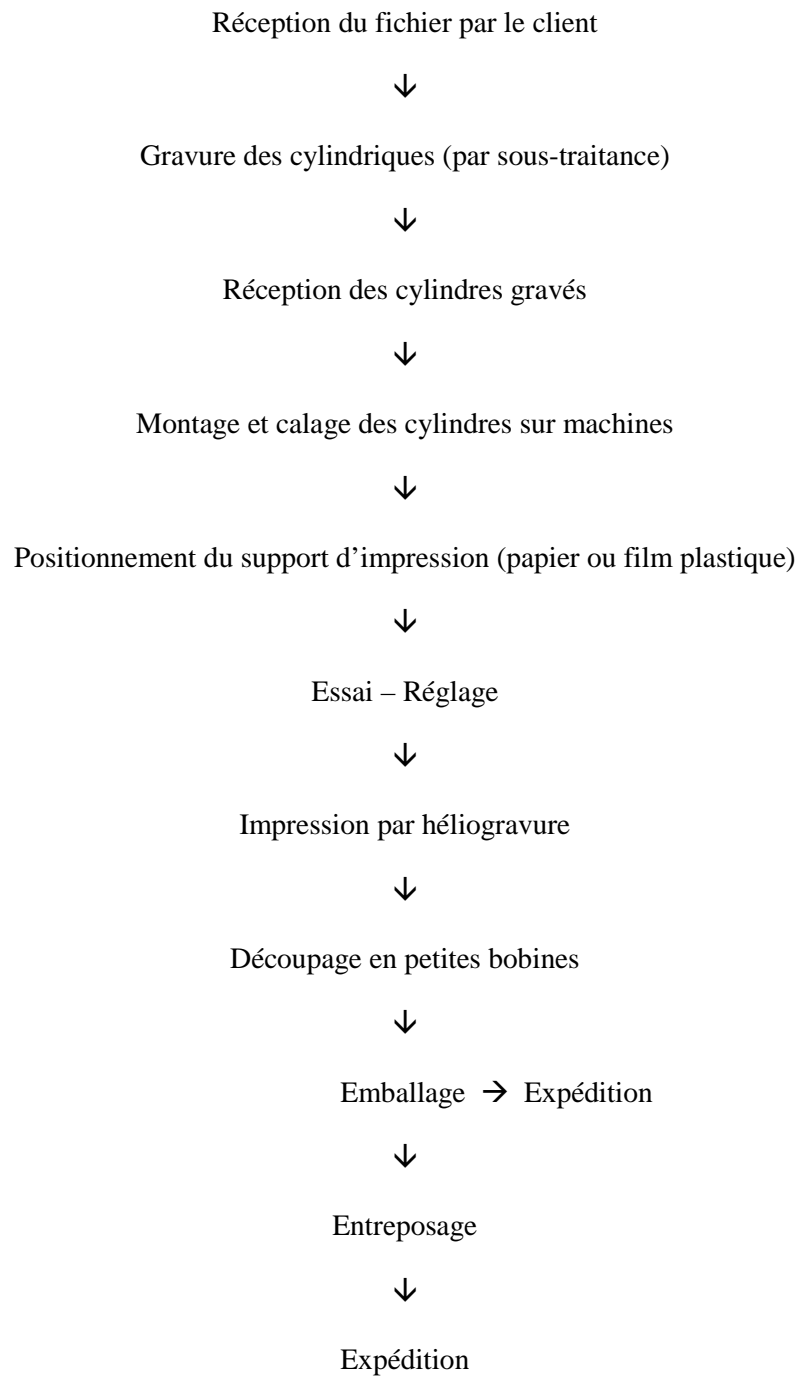 Réception du fichier par le client
↓
Gravure des cylindriques (par sous-traitance)
↓
Réception des cylindres gravés
↓
Montage et calage des cylindres sur machines
↓
Positionnement du support d’impression (papier ou film plastique)
↓
Essai – Réglage
↓
Impression par héliogravure
↓
Découpage en petites bobines
↓
Emballage → Expédition
↓
Entreposage
↓
Expédition